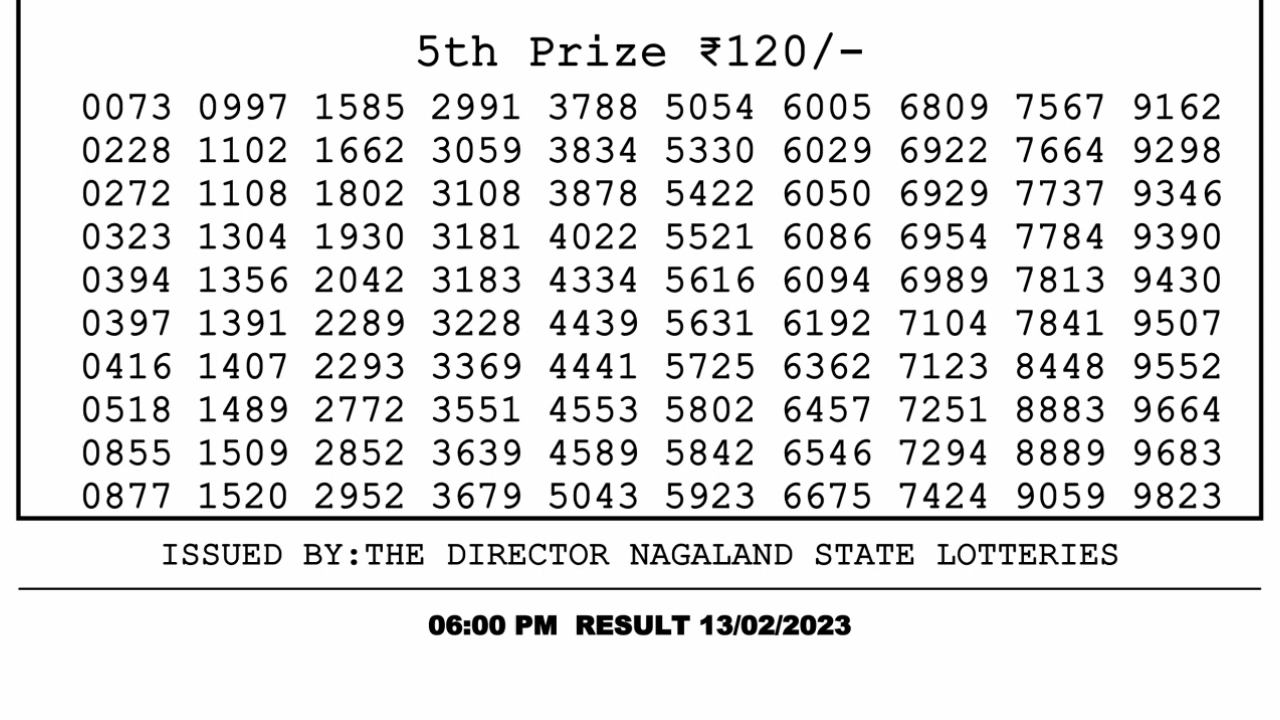 5th Prize ₹120/-
0073 0997 1585 2991 3788 5054 6005 6809 7567 9162
0228 1102 1662 3059 3834 5330 6029 6922 7664 9298
0272 1108 1802 3108 3878 5422 6050 6929 7737 9346
0323 1304 1930 3181 4022 5521 6086 6954 7784 9390
0394 1356 2042 3183 4334 5616 6094 6989 7813 9430
0397 1391 2289 3228 4439 5631 6192 7104 7841 9507
0416 1407 2293 3369 4441 5725 6362 7123 8448 9552
0518 1489 2772 3551 4553 5802 6457 7251 8883 9664
0855 1509 2852 3639 4589 5842 6546 7294 8889 9683
0877 1520 2952 3679 5043 5923 6675 7424 9059 9823
ISSUED BY:THE DIRECTOR NAGALAND STATE LOTTERIES
06:00 PM RESULT 13/02/2023